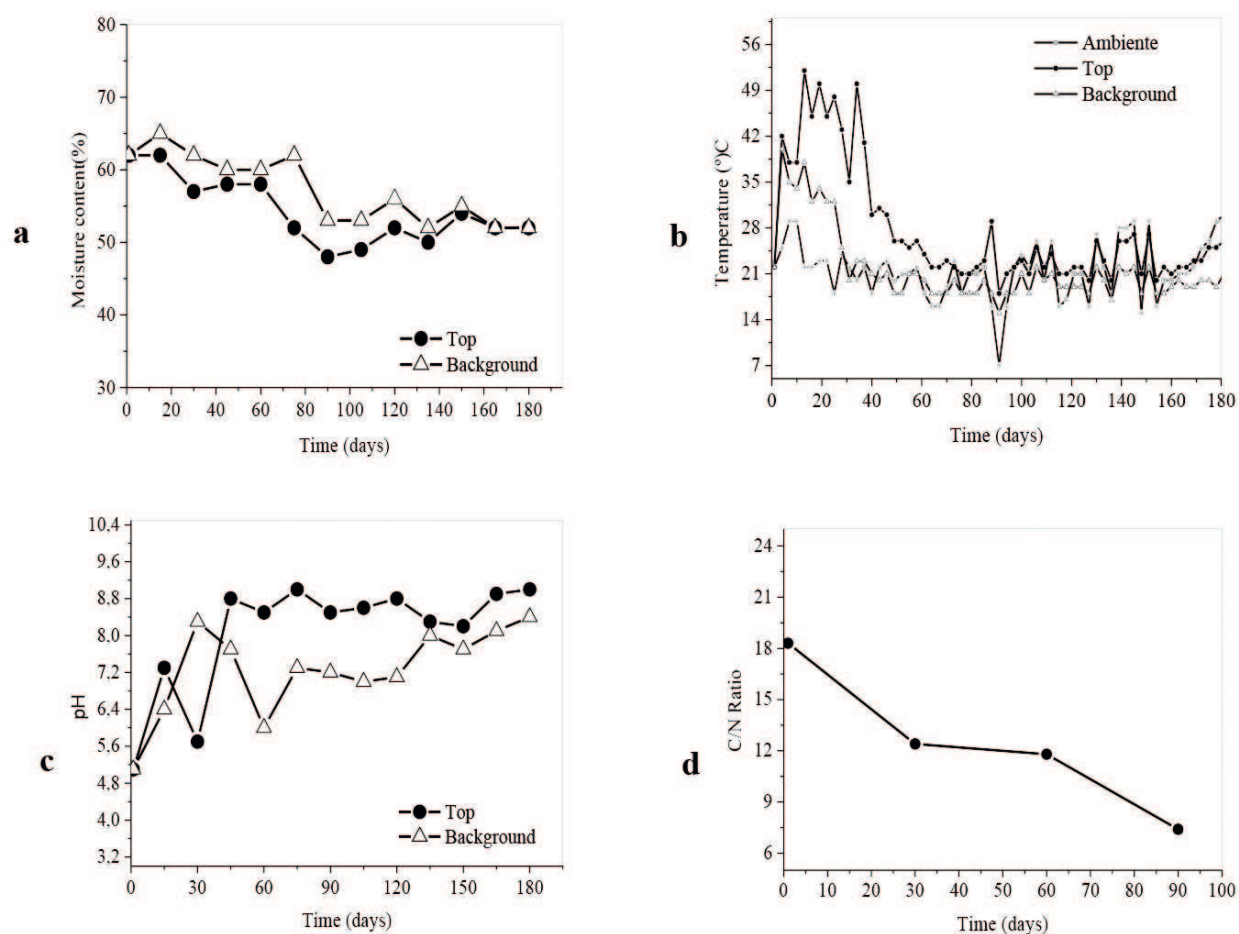 80
70
60
50
40
30
Moisture content(%)
0 20 40 60 80 100 120 140 160 180
Time (days)
Top
Background
a
56
49
42
35
28
21
14
7
Temperature (º)C
0 20 40 60 80 100 120 140 160 180
Time (days)
Ambiente
Top
Background
b
10.4
9.6
8.8
8.0
7.2
6.4
5.6
4.8
4.0
3.2
pH
0 30 60 90 120 150 180
Time (days)
Top
Background
c
24
21
18
15
12
9
6
C/N Ratio
0 10 20 30 40 50 60 70 80 90 100
Time (days)
d